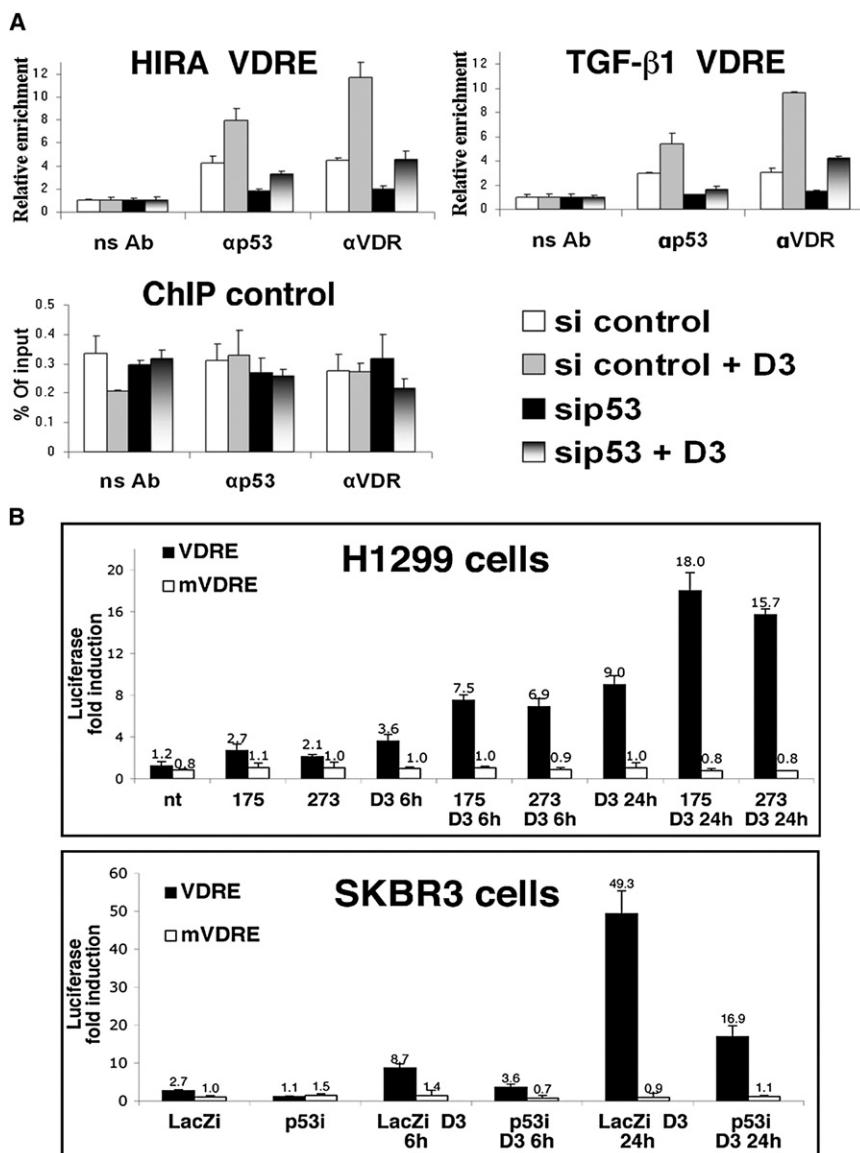 A
HIRA VDRE
Relative enrichment
12
10
8
6
4
2
0
ns Ab αp53 αVDR
TGF-β1 VDRE
Relative enrichment
12
10
8
6
4
2
0
ns Ab αp53 αVDR
ChIP control
% Of input
0.5
0.4
0.3
0.2
0.1
0
ns Ab αp53 αVDR
si control
si control + D3
sip53
sip53 + D3
B
VDRE
mVDRE
H1299 cells
Luciferase
fold induction
20
16
12
8
4
0
1.2 0.8 2.7 1.1 2.1 1.0 3.6 1.0 7.5 1.0 6.9 0.9 9.0 1.0 18.0 0.8 15.7 0.8
nt 175 273 D3 6h 175 273 D3 24h 175 273
D3 6h D3 6h D3 24h D3 24h
VDRE
mVDRE
SKBR3 cells
Luciferase
fold induction
60
50
40
30
20
10
0
2.7 1.0 1.1 1.5 8.7 1.4 3.6 0.7 49.3 0.9 16.9 1.1
LacZi p53i LacZi D3 p53i LacZi D3 p53i
6h D3 6h 24h D3 24h